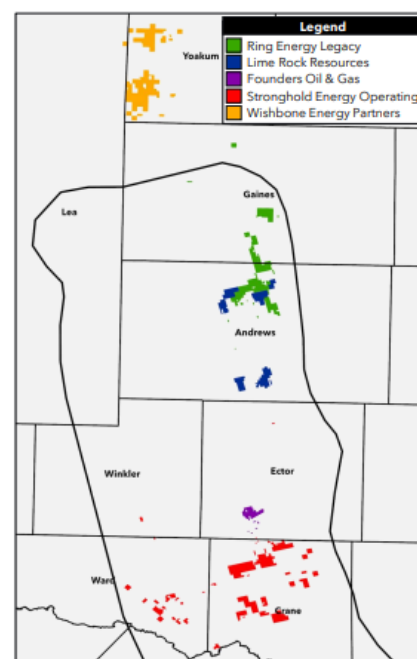 Legend
Ring Energy Legacy
Lime Rock Resources
Founders Oil & Gas
Stronghold Energy Operating
Wishbone Energy Partners
Yoakum
Gaines
Lea
Andrews
Winkler
Ector
Ward
Crane